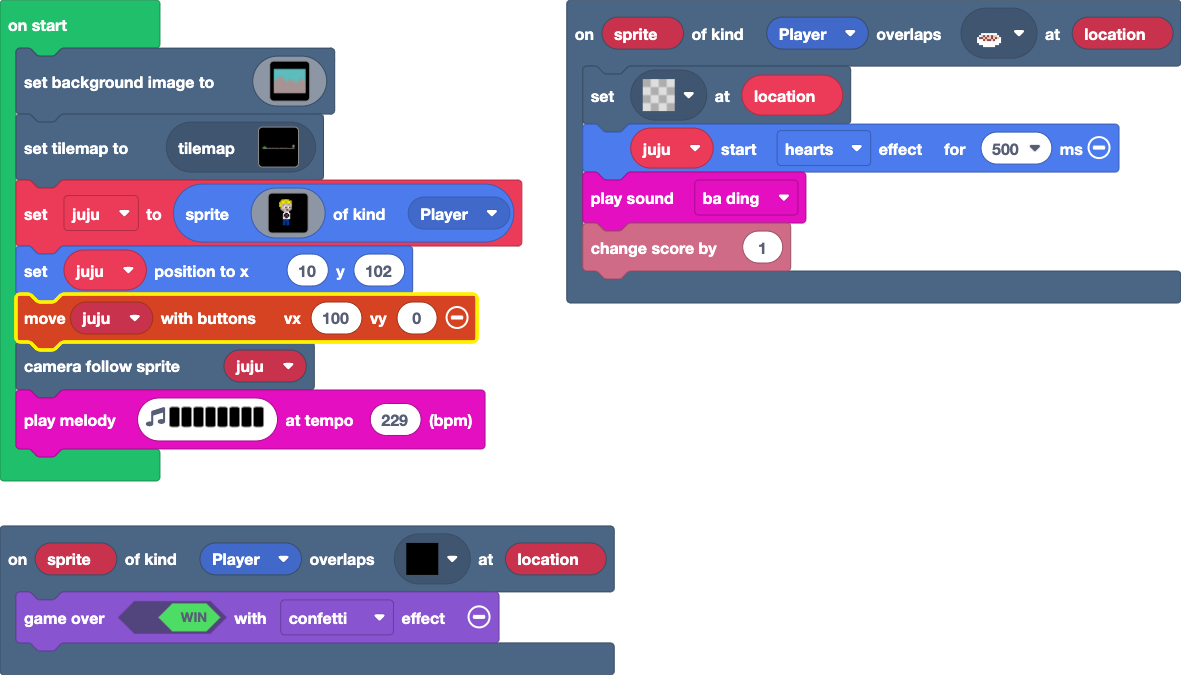 on start
set background image to
set tilemap to tilemap
set juju to sprite of kind Player
set juju position to x 10 y 102
move juju with buttons vx 100 vy 0
camera follow sprite juju
play melody at tempo 229 (bpm)
on sprite of kind Player overlaps at location
set at location
juju start hearts effect for 500 ms
play sound ba ding
change score by 1
on sprite of kind Player overlaps at location
game over WIN with confetti effect